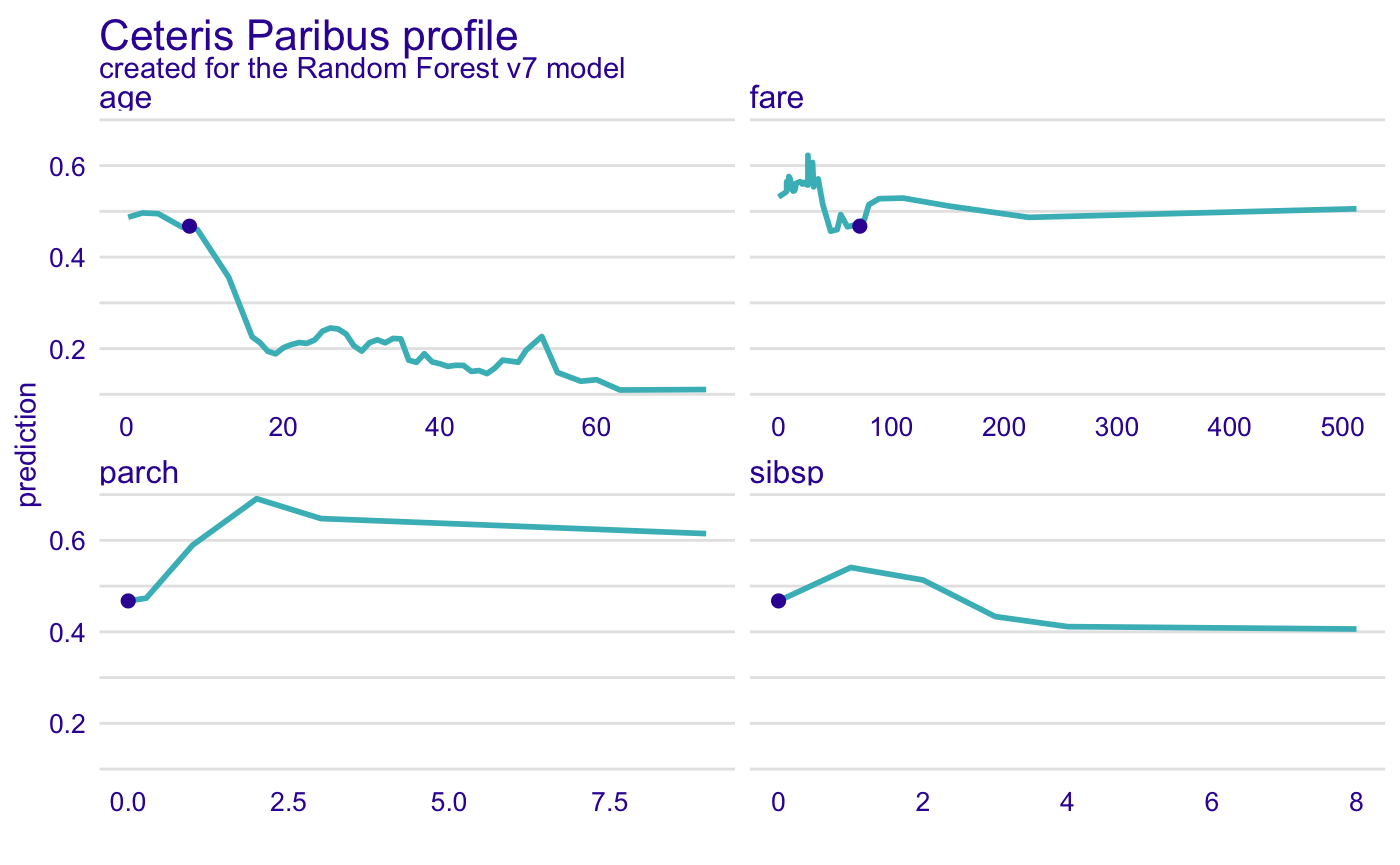 Ceteris Paribus profile
created for the Random Forest v7 model
age
fare
0.6
0.4
0.2
0 20 40 60
0 100 200 300 400 500
prediction
parch
sibsp
0.6
0.4
0.2
0.0 2.5 5.0 7.5
0 2 4 6 8